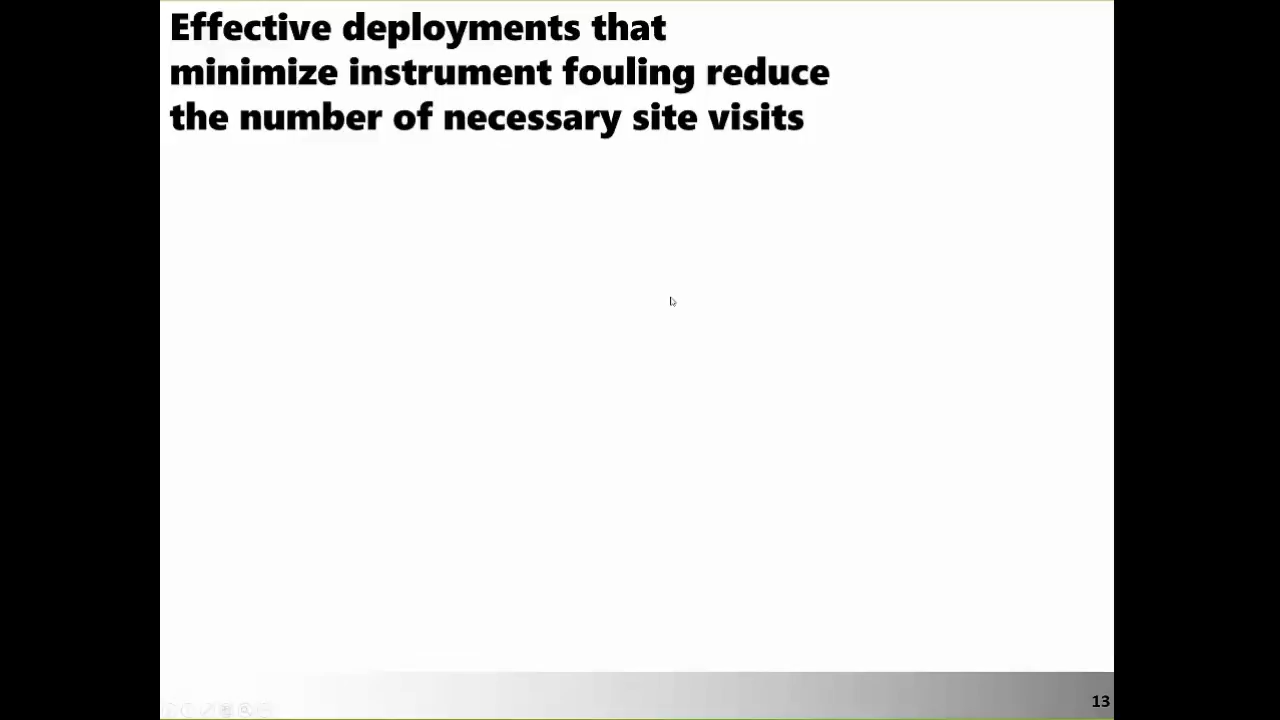 Effective deployments that
minimize instrument fouling reduce
the number of necessary site visits
13